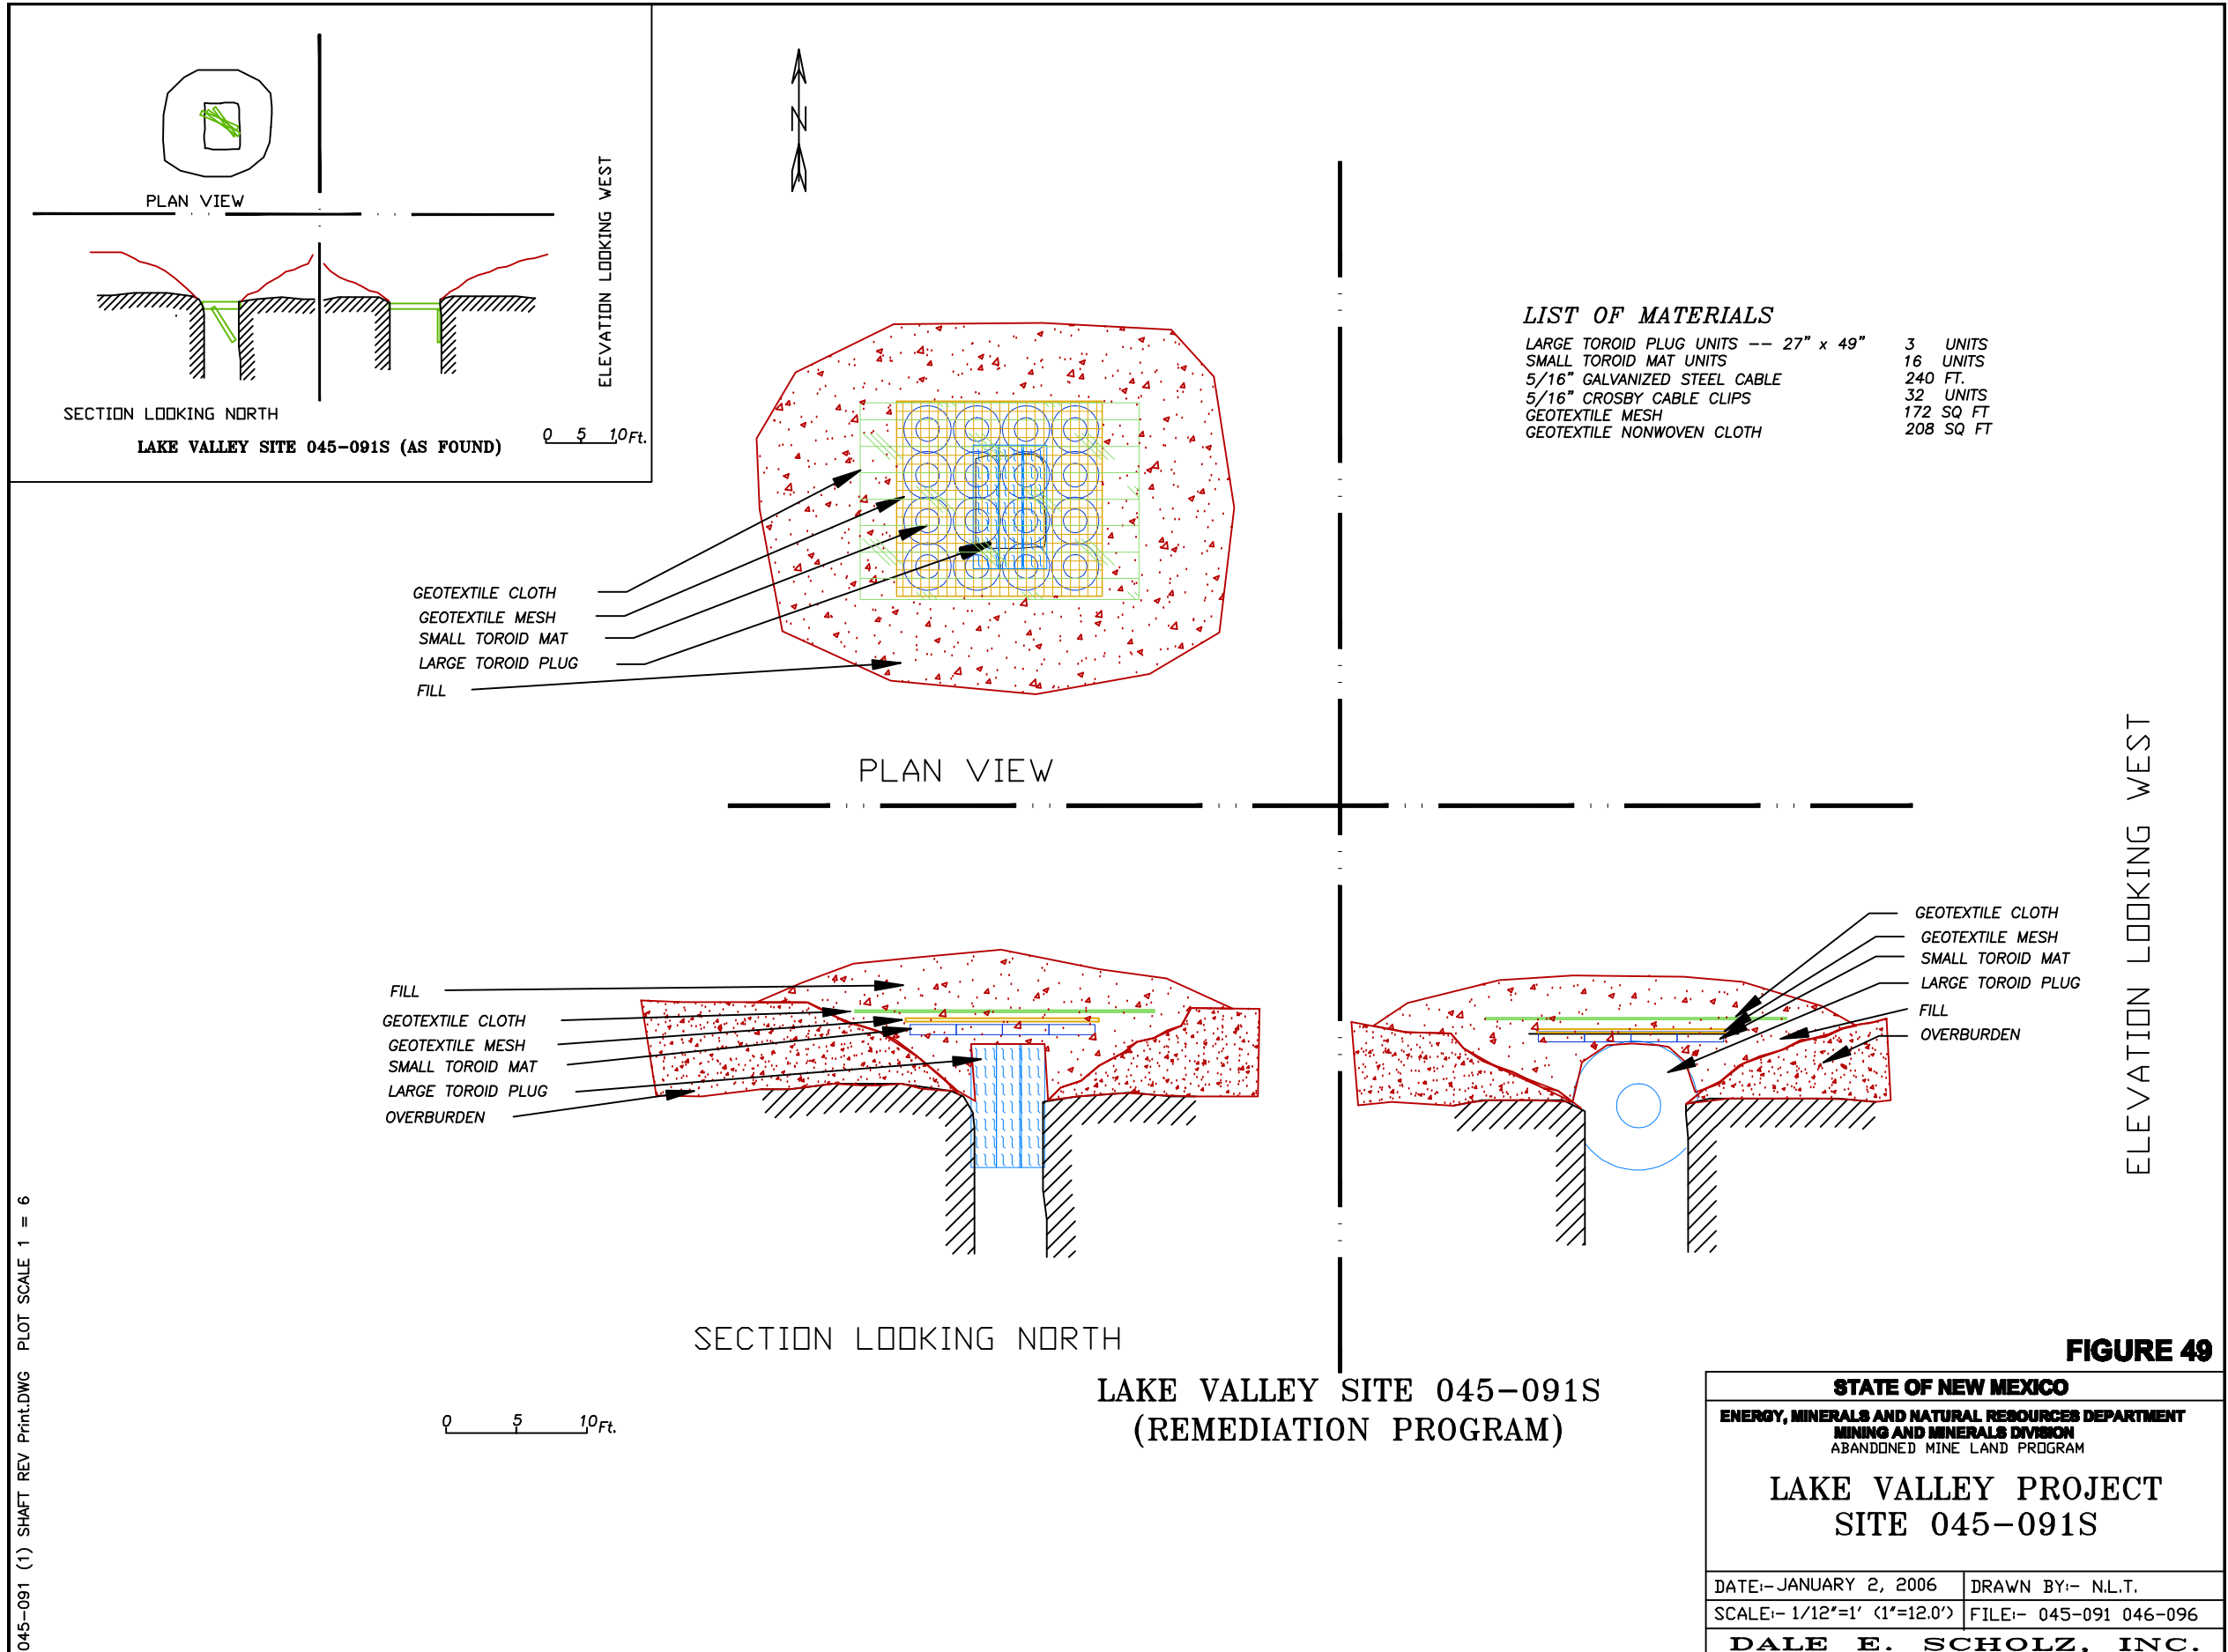 PLAN VIEW
ELEVATION LOOKING WEST
SECTION LOOKING NORTH
LAKE VALLEY SITE 045-091S (AS FOUND)
0 5 10 Ft.
N
LIST OF MATERIALS
LARGE TOROID PLUG UNITS -- 27" x 49" 3 UNITS
SMALL TOROID MAT UNITS 16 UNITS
5/16" GALVANIZED STEEL CABLE 240 FT.
5/16" CROSBY CABLE CLIPS 32 UNITS
GEOTEXTILE MESH 172 SQ FT
GEOTEXTILE NONWOVEN CLOTH 208 SQ FT
GEOTEXTILE CLOTH
GEOTEXTILE MESH
SMALL TOROID MAT
LARGE TOROID PLUG
FILL
PLAN VIEW
ELEVATION LOOKING WEST
FILL
GEOTEXTILE CLOTH
GEOTEXTILE MESH
SMALL TOROID MAT
LARGE TOROID PLUG
OVERBURDEN
GEOTEXTILE CLOTH
GEOTEXTILE MESH
SMALL TOROID MAT
LARGE TOROID PLUG
FILL
OVERBURDEN
SECTION LOOKING NORTH
LAKE VALLEY SITE 045-091S
(REMEDIATION PROGRAM)
0 5 10 Ft.
045-091 (1) SHAFT REV Print.DWG PLOT SCALE 1 = 6
FIGURE 49
STATE OF NEW MEXICO
ENERGY, MINERALS AND NATURAL RESOURCES DEPARTMENT
MINING AND MINERALS DIVISION
ABANDONED MINE LAND PROGRAM
LAKE VALLEY PROJECT
SITE 045-091S
DATE:- JANUARY 2, 2006 DRAWN BY:- N.L.T.
SCALE:- 1/12"=1' (1"=12.0') FILE:- 045-091 046-096
DALE E. SCHOLZ, INC.